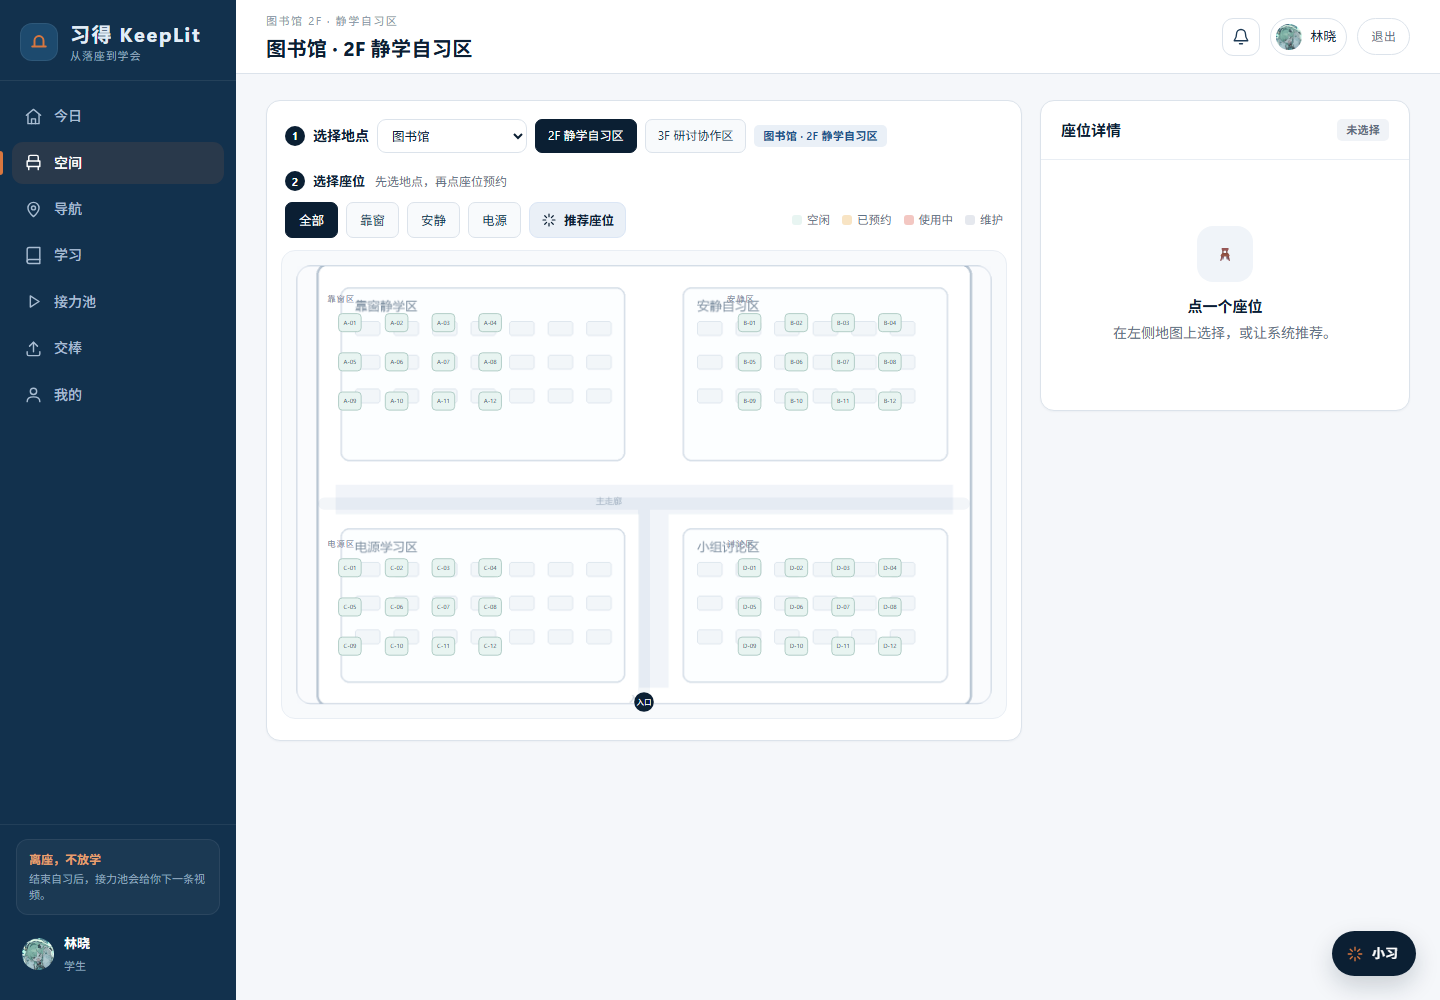 习得 KeepLit
从落座到学会
今日
空间
导航
学习
接力池
交棒
我的
离座，不放学
结束自习后，接力池会给你下一条视
频。
林晓
学生
图书馆 2F · 静学自习区
图书馆 · 2F 静学自习区
林晓
退出
1 选择地点 图书馆 2F 静学自习区 3F 研讨协作区 图书馆 · 2F 静学自习区
2 选择座位 先选地点，再点座位预约
全部 靠窗 安静 电源 推荐座位 空闲 已预约 使用中 维护
靠窗区 靠窗静学区 安静自习区 安静区
A-01 A-02 A-03 A-04 B-01 B-02 B-03 B-04
A-05 A-06 A-07 A-08 B-05 B-06 B-07 B-08
A-09 A-10 A-11 A-12 B-09 B-10 B-11 B-12
主走廊
电源区 电源学习区 小组讨论区
C-01 C-02 C-03 C-04 D-01 D-02 D-03 D-04
C-05 C-06 C-07 C-08 D-05 D-06 D-07 D-08
C-09 C-10 C-11 C-12 D-09 D-10 D-11 D-12
入口
座位详情 未选择
点一个座位
在左侧地图上选择，或让系统推荐。
小习